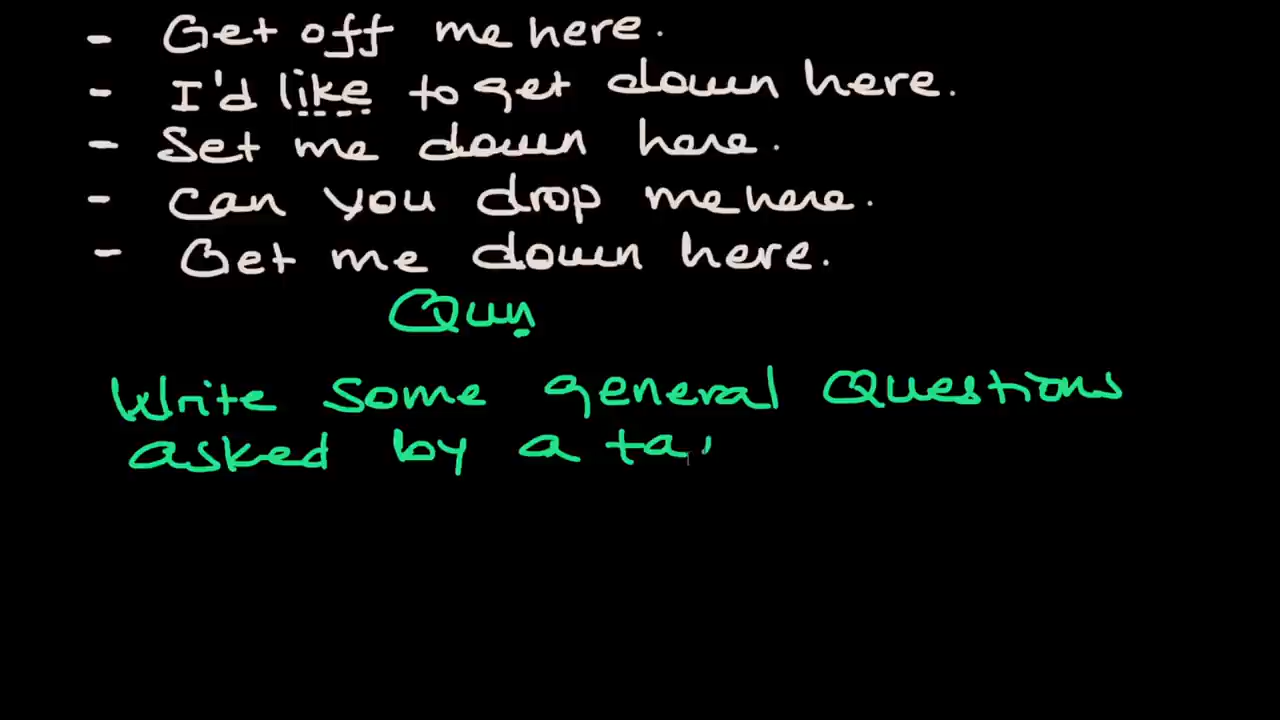 - Get off me here.
- I'd like to get down here.
- Set me down here.
- Can you drop me here.
- Get me down here.
Write some general Questions
asked by a ta